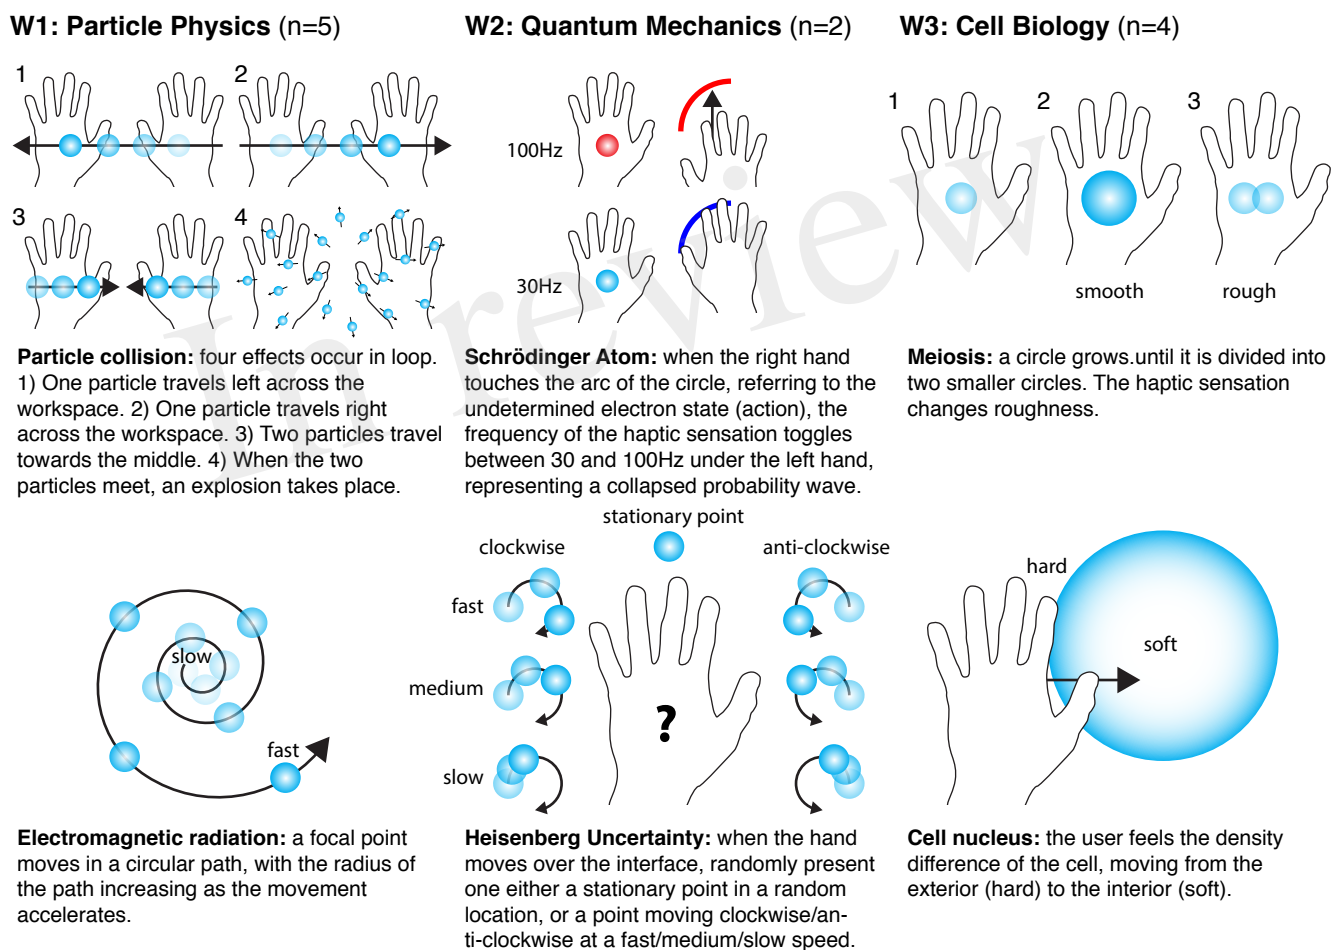 W1: Particle Physics (n=5)
1
2
3
4
Particle collision: four effects occur in loop.
1) One particle travels left across the
workspace. 2) One particle travels right
across the workspace. 3) Two particles travel
towards the middle. 4) When the two
particles meet, an explosion takes place.
slow
fast
Electromagnetic radiation: a focal point
moves in a circular path, with the radius of
the path increasing as the movement
accelerates.
W2: Quantum Mechanics (n=2)
100Hz
30Hz
Schrödinger Atom: when the right hand
touches the arc of the circle, referring to the
undetermined electron state (action), the
frequency of the haptic sensation toggles
between 30 and 100Hz under the left hand,
representing a collapsed probability wave.
stationary point
clockwise
anti-clockwise
fast
medium
?
slow
Heisenberg Uncertainty: when the hand
moves over the interface, randomly present
one either a stationary point in a random
location, or a point moving clockwise/an-
ti-clockwise at a fast/medium/slow speed.
W3: Cell Biology (n=4)
1
2
3
smooth
rough
Meiosis: a circle grows.until it is divided into
two smaller circles. The haptic sensation
changes roughness.
hard
soft
Cell nucleus: the user feels the density
difference of the cell, moving from the
exterior (hard) to the interior (soft).
In review